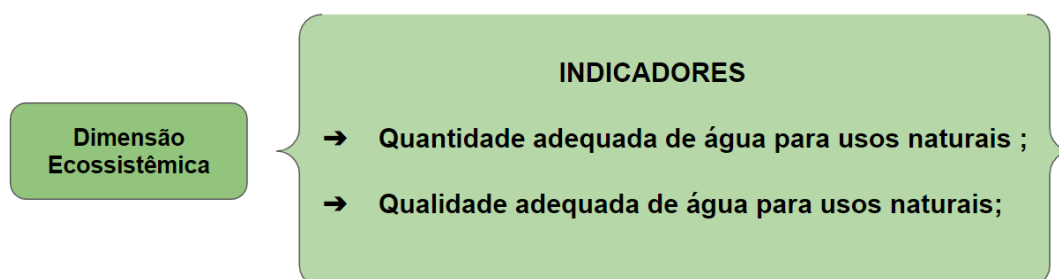 Dimensão
Ecossistêmica
INDICADORES
➔ Quantidade adequada de água para usos naturais ;
➔ Qualidade adequada de água para usos naturais;